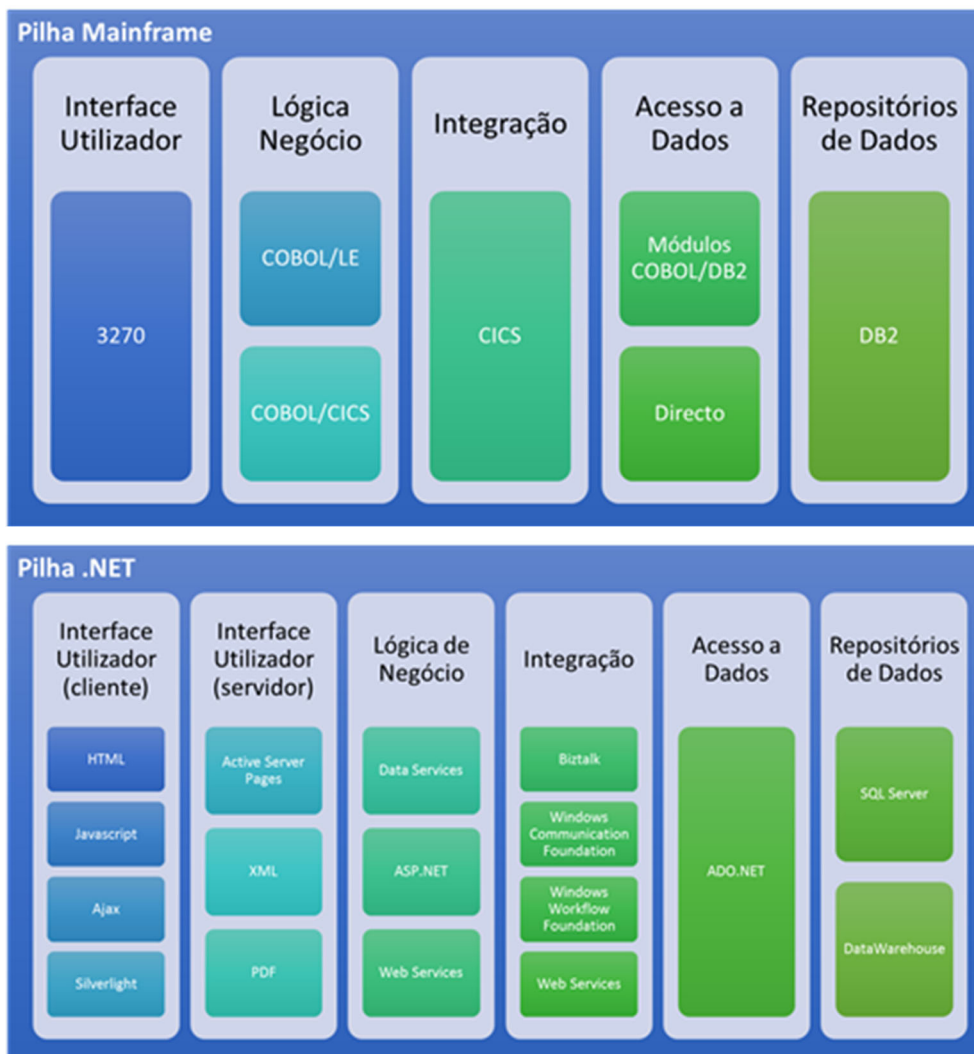 Pilha Mainframe
Interface
Utilizador
3270
Lógica
Negócio
COBOL/LE
COBOL/CICS
Integração
CICS
Acesso a
Dados
Módulos
COBOL/DB2
Directo
Repositórios
de Dados
DB2
Pilha .NET
Interface
Utilizador
(cliente)
HTML
Javascript
Ajax
Silverlight
Interface
Utilizador
(servidor)
Active Server
Pages
XML
PDF
Lógica de
Negócio
Data Services
ASP.NET
Web Services
Integração
Biztalk
Windows
Communication
Foundation
Windows
Workflow
Foundation
Web Services
Acesso a
Dados
ADO.NET
Repositórios
de Dados
SQL Server
DataWarehouse